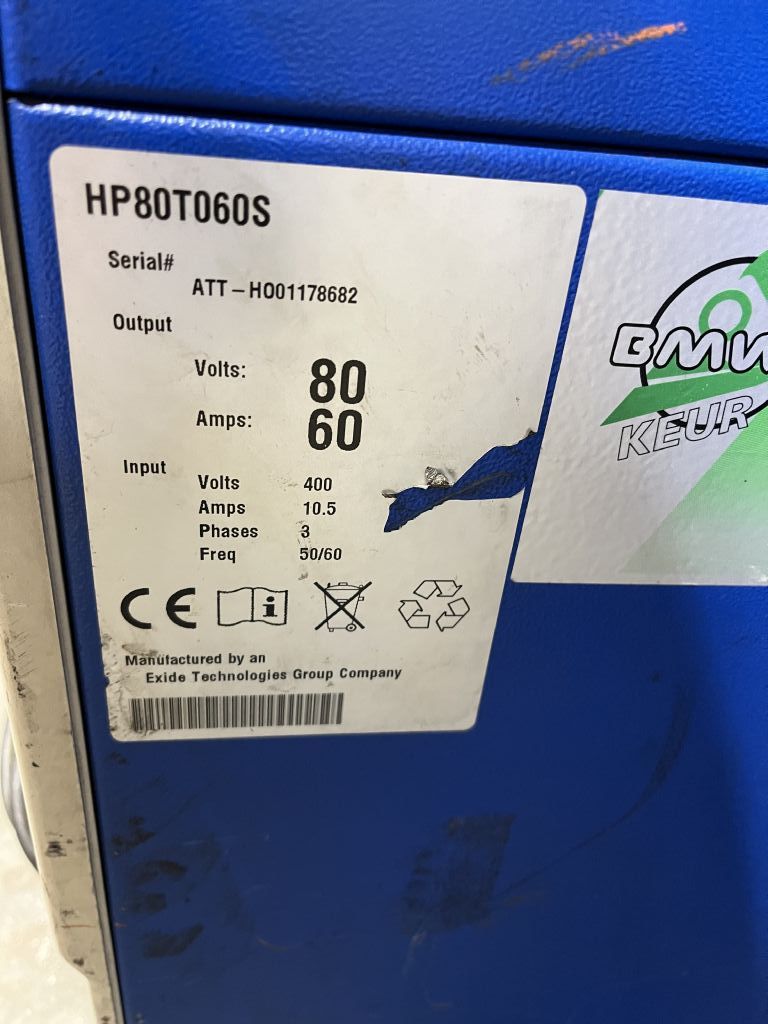 HP80T060S
Serial#
ATT-HO01178682
Output
Volts: 80
Amps: 60
Input
Volts 400
Amps 10.5
Phases 3
Freq 50/60
CE
Manufactured by an
Exide Technologies Group Company
BMW
KEUR